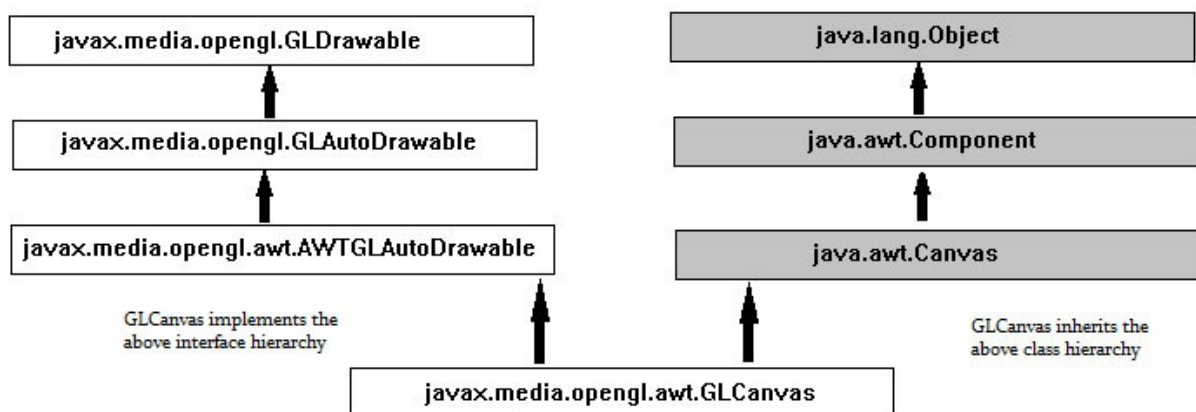 javax.media.opengl.GLDrawable
java.lang.Object
javax.media.opengl.GLAutoDrawable
java.awt.Component
javax.media.opengl.awt.AWTGLAutoDrawable
java.awt.Canvas
GLCanvas implements the
above interface hierarchy
GLCanvas inherits the
above class hierarchy
javax.media.opengl.awt.GLCanvas